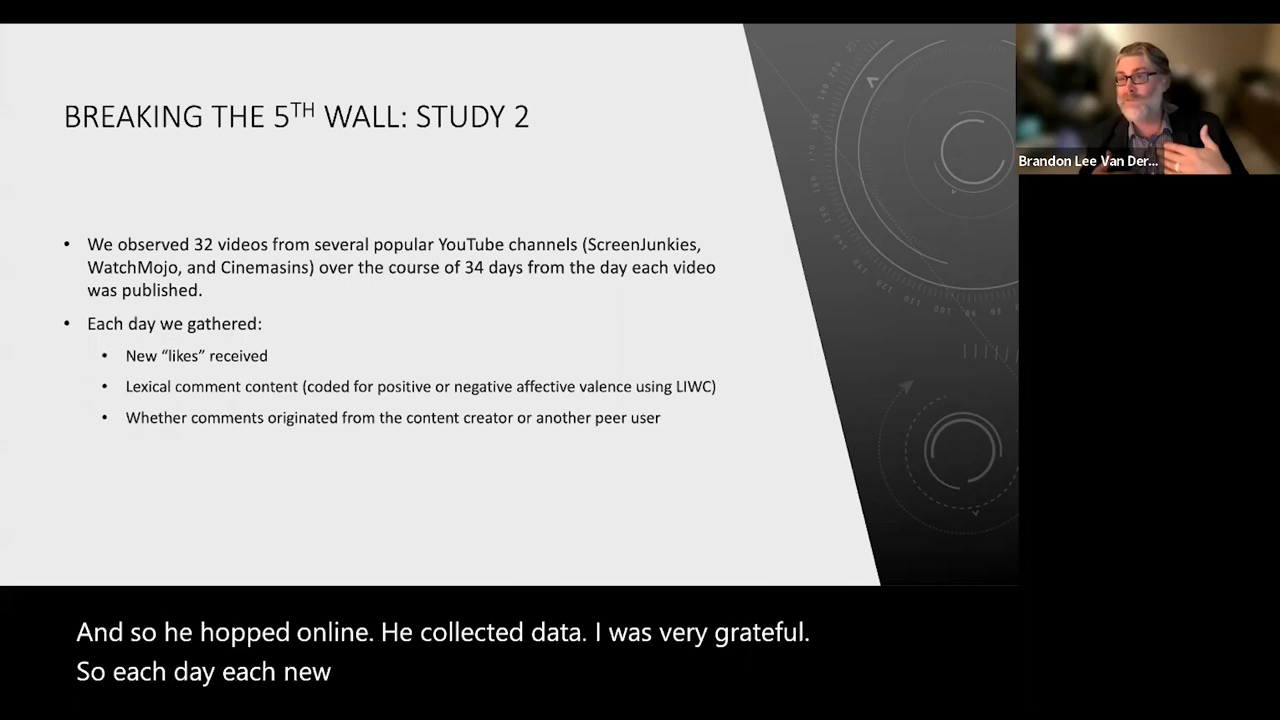 BREAKING THE 5TH WALL: STUDY 2
• We observed 32 videos from several popular YouTube channels (ScreenJunkies,
WatchMojo, and Cinemasins) over the course of 34 days from the day each video
was published.
• Each day we gathered:
• New “likes” received
• Lexical comment content (coded for positive or negative affective valence using LIWC)
• Whether comments originated from the content creator or another peer user
Brandon Lee Van Der...
And so he hopped online. He collected data. I was very grateful.
So each day each new